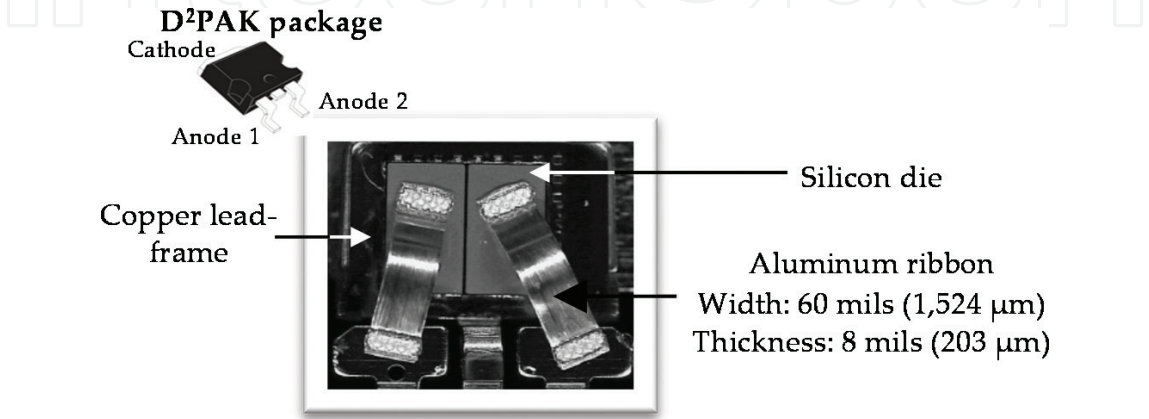 D²PAK package
Cathode
Anode 2
Anode 1
Silicon die
Copper lead-
frame
Aluminum ribbon
Width: 60 mils (1,524 µm)
Thickness: 8 mils (203 µm)